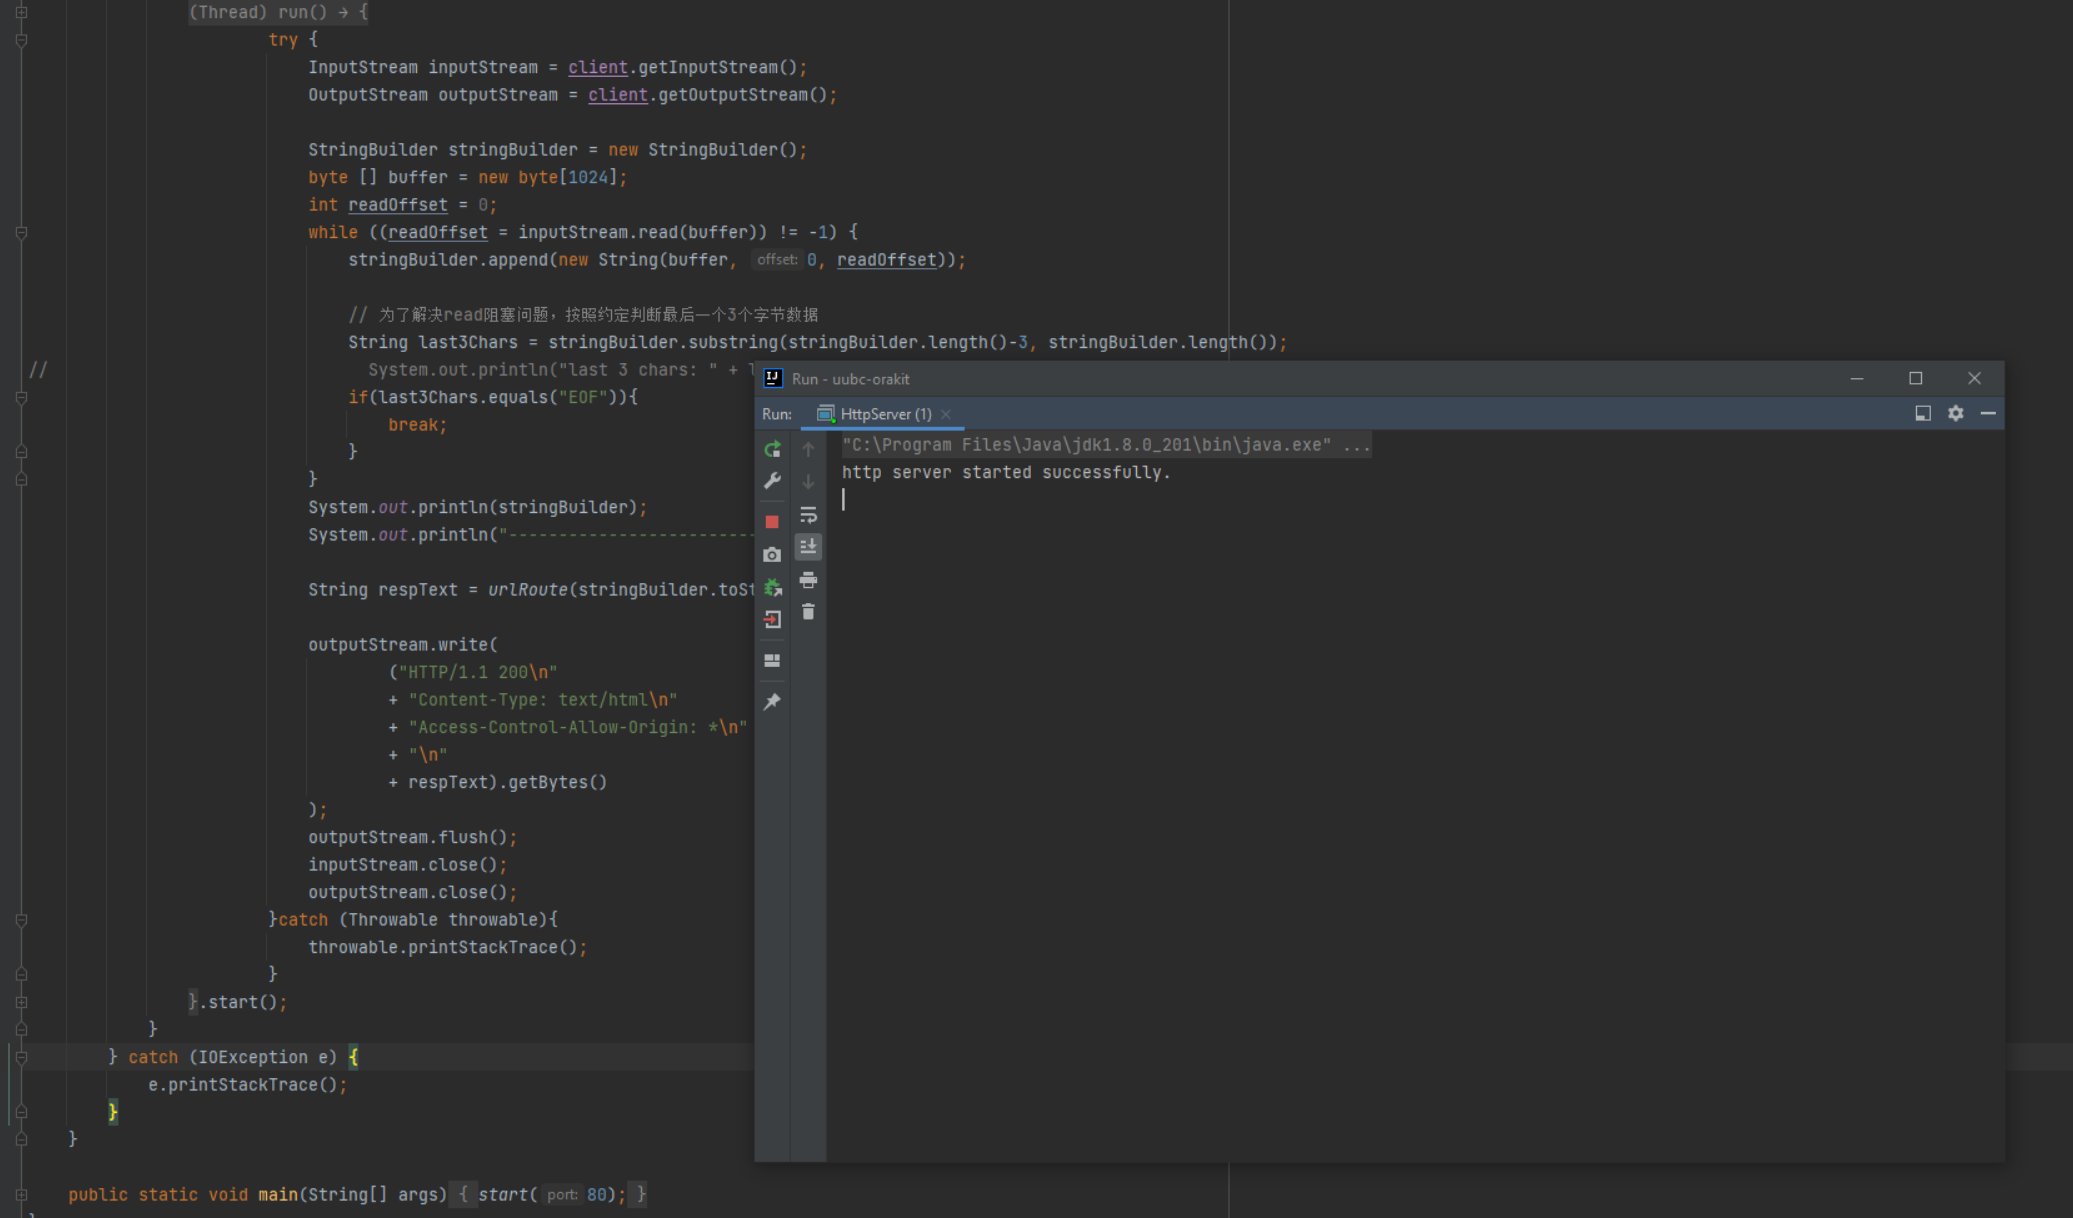 (Thread) run() → {
try {
InputStream inputStream = client.getInputStream();
OutputStream outputStream = client.getOutputStream();
StringBuilder stringBuilder = new StringBuilder();
byte [] buffer = new byte[1024];
int readOffset = 0;
while ((readOffset = inputStream.read(buffer)) != -1) {
stringBuilder.append(new String(buffer, offset: 0, readOffset));
// 为了解决read阻塞问题，按照约定判断最后一个3个字节数据
String last3Chars = stringBuilder.substring(stringBuilder.length()-3, stringBuilder.length());
// System.out.println("last 3 chars: " + l
if(last3Chars.equals("EOF")){
break;
}
}
System.out.println(stringBuilder);
System.out.println("-------------------------
String respText = urlRoute(stringBuilder.toSt
outputStream.write(
("HTTP/1.1 200\n"
+ "Content-Type: text/html\n"
+ "Access-Control-Allow-Origin: *\n"
+ "\n"
+ respText).getBytes()
);
outputStream.flush();
inputStream.close();
outputStream.close();
}catch (Throwable throwable){
throwable.printStackTrace();
}
}.start();
}
} catch (IOException e) {
e.printStackTrace();
}
}
public static void main(String[] args) { start( port: 80); }
IJ Run - uubc-orakit
Run: HttpServer (1)
"C:\Program Files\Java\jdk1.8.0_201\bin\java.exe" ...
http server started successfully.